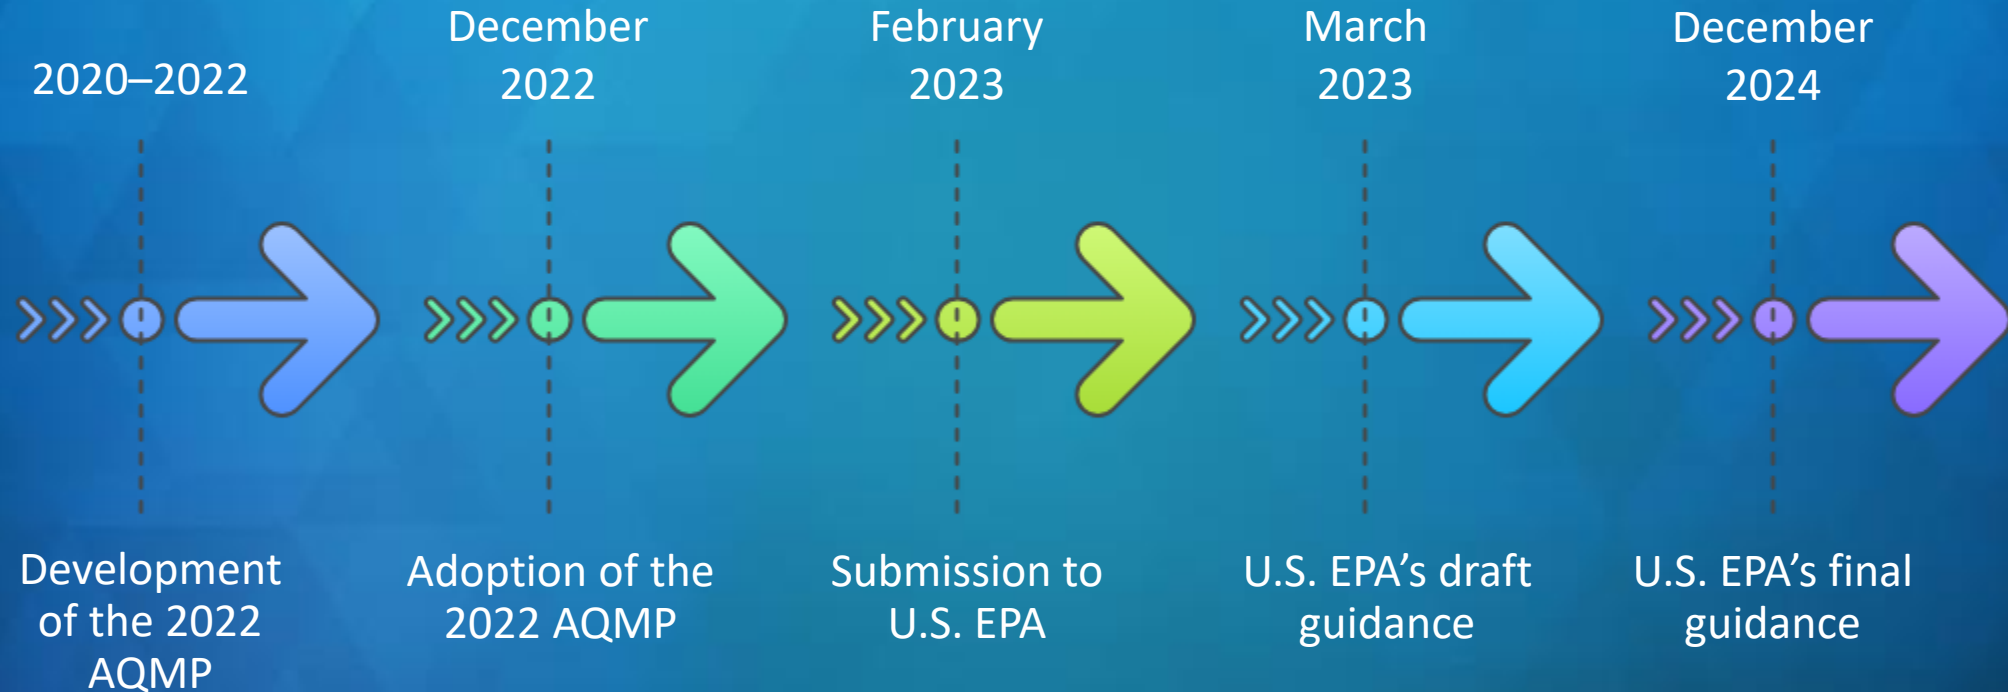 2020–2022
December
2022
February
2023
March
2023
December
2024
Development
of the 2022
AQMP
Adoption of the
2022 AQMP
Submission to
U.S. EPA
U.S. EPA’s draft
guidance
U.S. EPA’s final
guidance